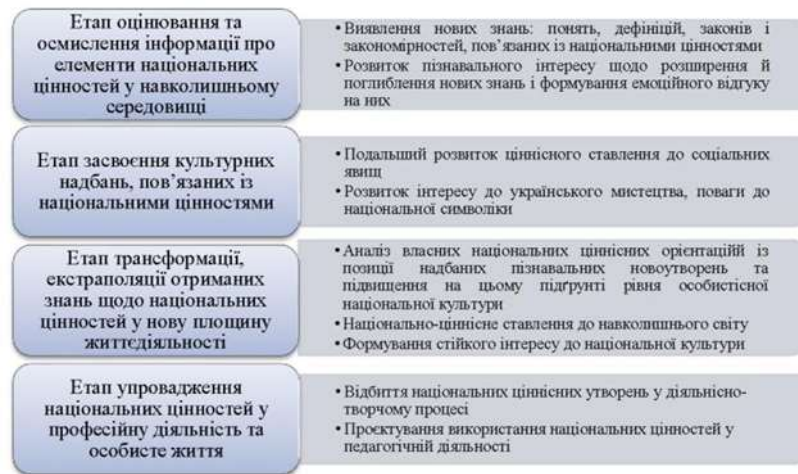 Етап оцінювання та
осмислення інформації про
елементи національних
цінностей у навколишньому
середовищі
• Виявлення нових знань: понять, дефініцій, законів і
закономірностей, пов’язаних із національними цінностями
• Розвиток пізнавального інтересу щодо розширення й
поглиблення нових знань і формування емоційного відгуку
на них
Етап засвоєння культурних
надбань, пов’язаних із
національними цінностями
• Подальший розвиток ціннісного ставлення до соціальних
явищ
• Розвиток інтересу до українського мистецтва, поваги до
національної символіки
Етап трансформації,
екстраполяції отриманих
знань щодо національних
цінностей у нову площину
життєдіяльності
• Аналіз власних національних ціннісних орієнтаційй із
позиції надбаних пізнавальних новоутворень та
підвищення на цьому підґрунті рівня особистісної
національної культури
• Національно-ціннісне ставлення до навколишнього світу
• Формування стійкого інтересу до національної культури
Етап упровадження
національних цінностей у
професійну діяльність та
особисте життя
• Відбиття національних ціннісних утворень у діяльнісно-
творчому процесі
• Проєктування використання національних цінностей у
педагогічній діяльності